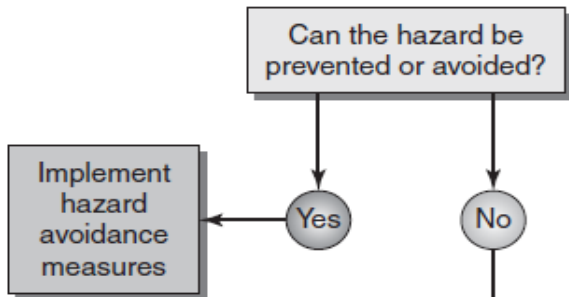 Can the hazard be
prevented or avoided?
Implement
hazard
avoidance
measures
Yes
No